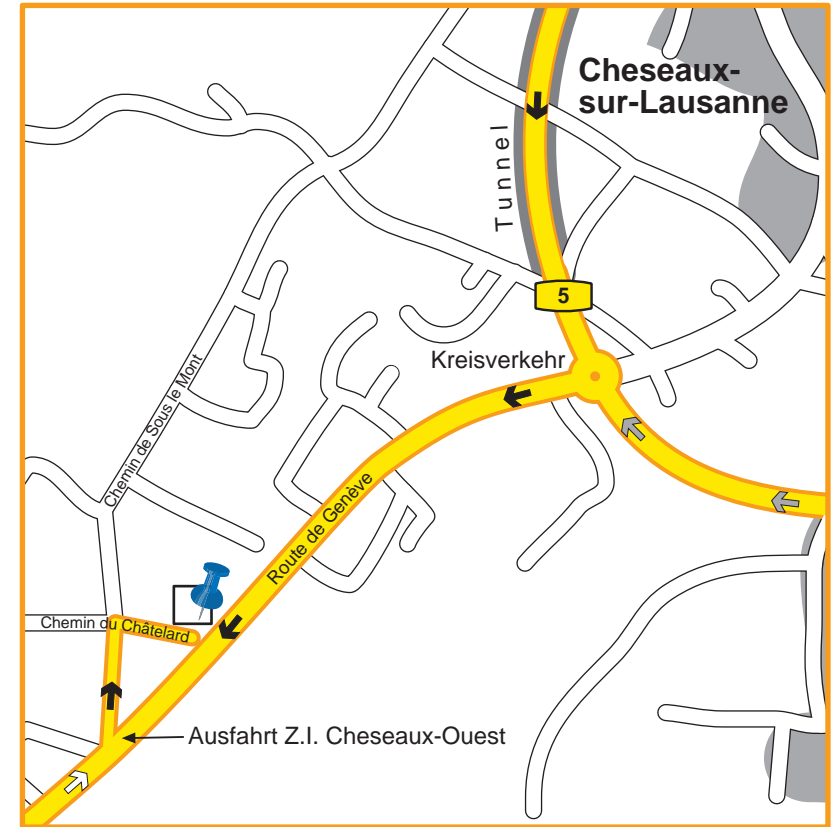 Cheseaux-
sur-Lausanne
Tunnel
5
Kreisverkehr
Chemin de Sous le Mont
Route de Genève
Chemin du Châtelard
Ausfahrt Z.I. Cheseaux-Ouest